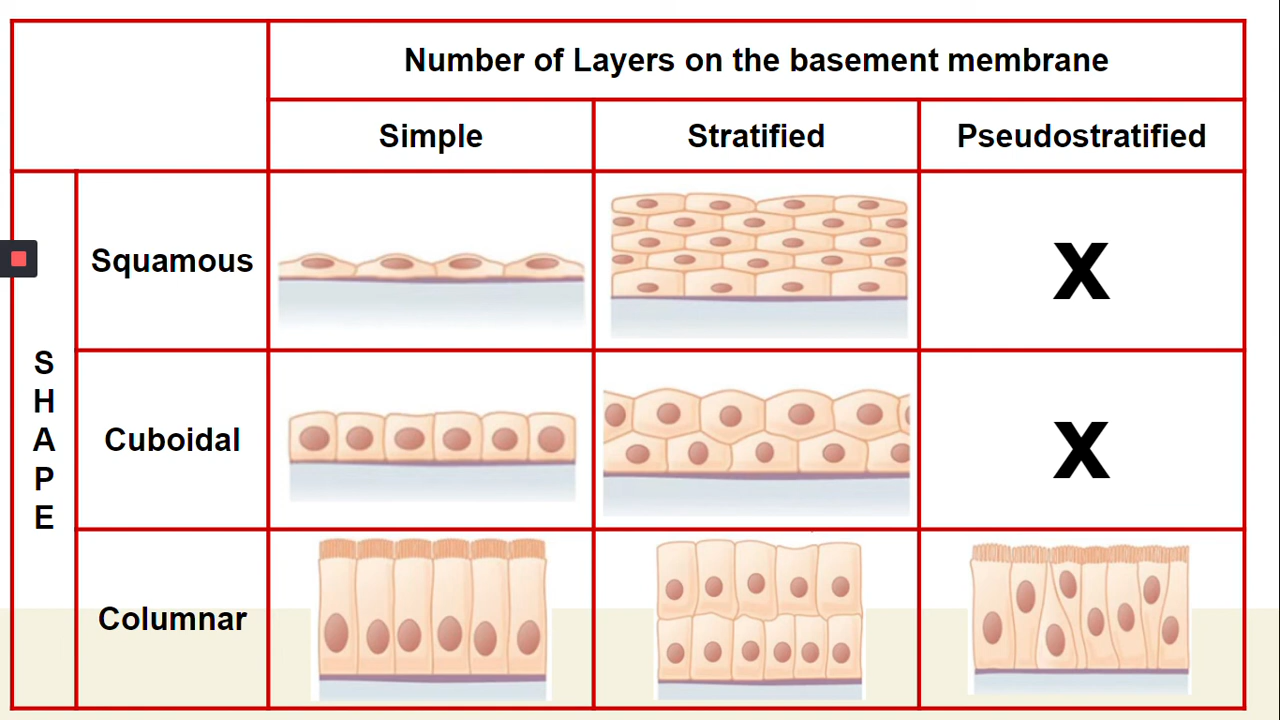 Number of Layers on the basement membrane
Simple Stratified Pseudostratified
Squamous X
S
H
A
P
E
Cuboidal X
Columnar